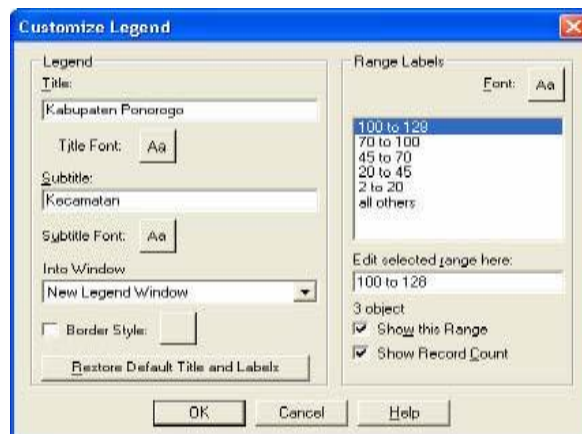 Customize Legend
Legend
Title:
Kabupaten Ponorogo
Title Font: Aa
Subtitle:
Kecamatan
Subtitle Font: Aa
Into Window
New Legend Window
Border Style:
Restore Default Title and Labels
Range Labels
Font: Aa
100 to 128
70 to 100
45 to 70
20 to 45
2 to 20
all others
Edit selected range here:
100 to 128
3 object
Show this Range
Show Record Count
OK Cancel Help